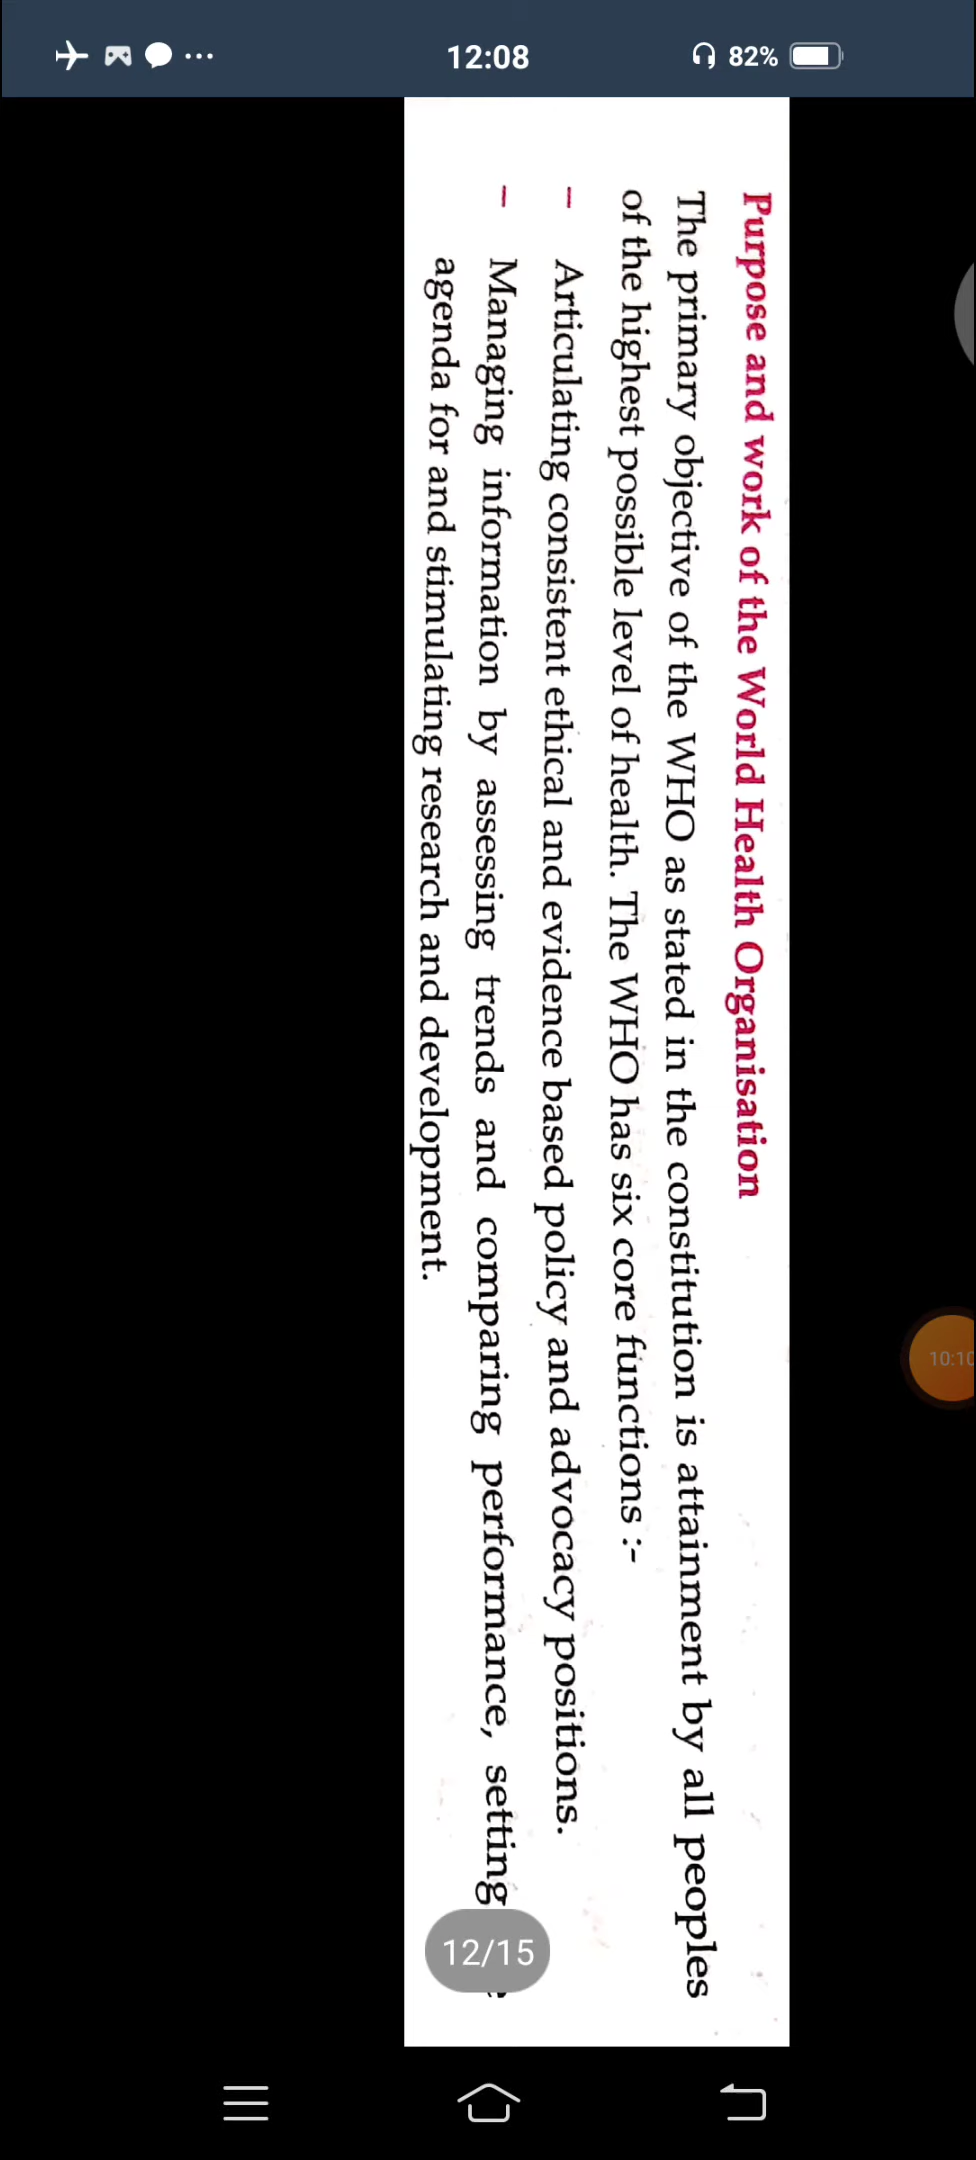 12:08
82%
Purpose and work of the World Health Organisation
The primary objective of the WHO as stated in the constitution is attainment by all peoples
of the highest possible level of health. The WHO has six core functions :-
– Articulating consistent ethical and evidence based policy and advocacy positions.
– Managing information by assessing trends and comparing performance, setting
agenda for and stimulating research and development.
12/15
10:10